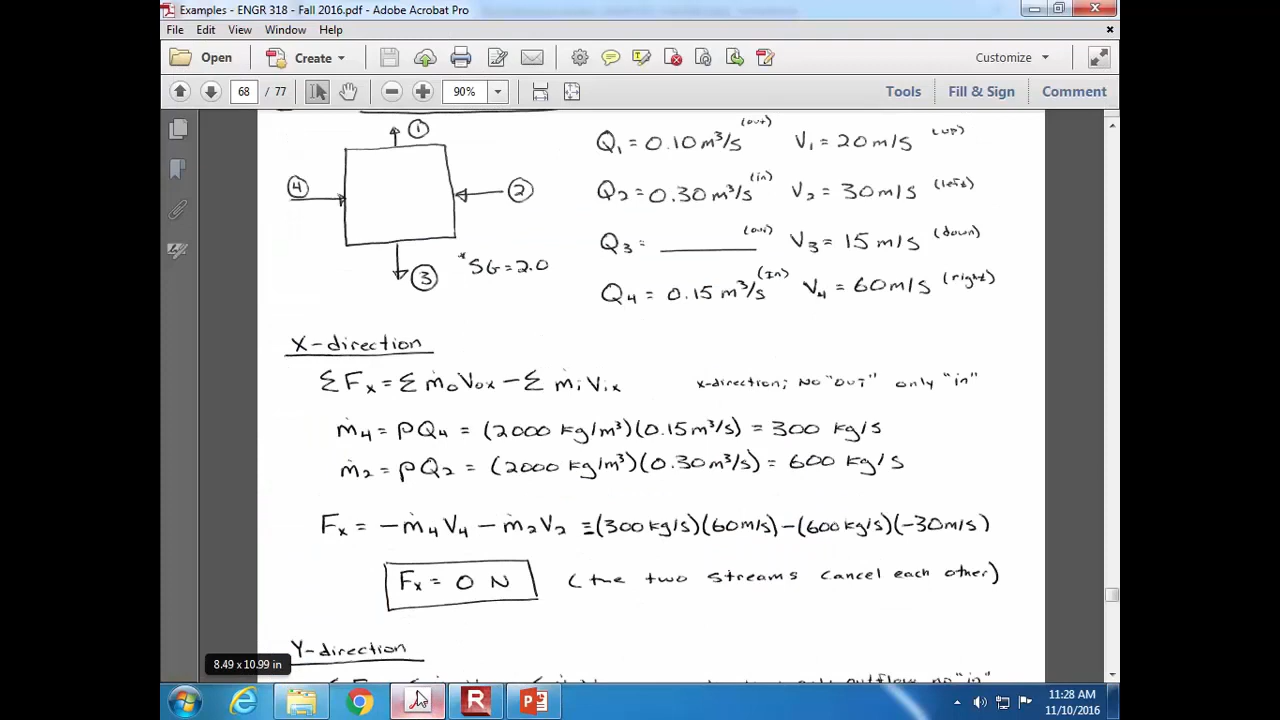 Examples - ENGR 318 - Fall 2016.pdf - Adobe Acrobat Pro
File Edit View Window Help
Open Create Customize
68 / 77 90% Tools Fill & Sign Comment
1
4
2
3
*SG=2.0
Q1 = 0.10 m³/s (out) V1 = 20 m/s (up)
Q2 = 0.30 m³/s (in) V2 = 30 m/s (left)
Q3 = ________ (out) V3 = 15 m/s (down)
Q4 = 0.15 m³/s (In) V4 = 60 m/s (right)
X-direction
ΣFx = Σ ṁo Vox − Σ ṁi Vix x-direction; No "out" only "in"
ṁ4 = ρQ4 = (2000 kg/m³)(0.15 m³/s) = 300 kg/s
ṁ2 = ρQ2 = (2000 kg/m³)(0.30 m³/s) = 600 kg/s
Fx = −ṁ4 V4 − ṁ2 V2 = −(300 kg/s)(60 m/s) − (600 kg/s)(−30 m/s)
Fx = 0 N (the two streams cancel each other)
Y-direction
8.49 x 10.99 in
11:28 AM
11/10/2016